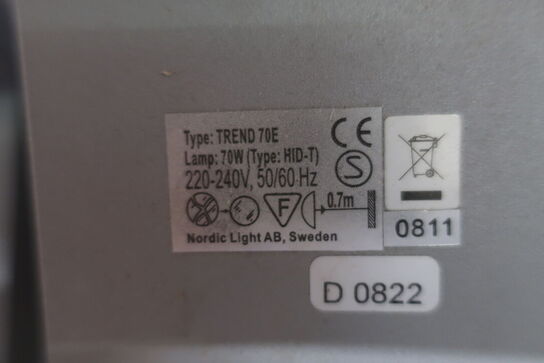 Type: TREND 70E
Lamp: 70W (Type: HID-T)
220-240V, 50/60 Hz
F 0.7m
Nordic Light AB, Sweden
CE
S
0811
D 0822